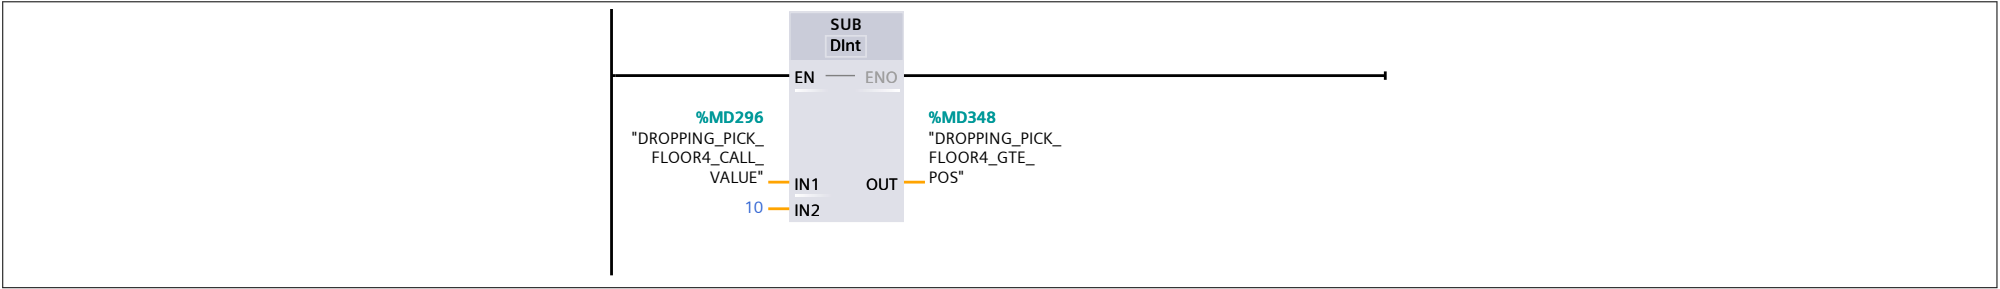 SUB
DInt
EN
ENO
%MD296
"DROPPING_PICK_
FLOOR4_CALL_
VALUE"
IN1
%MD348
"DROPPING_PICK_
FLOOR4_GTE_
POS"
OUT
10
IN2